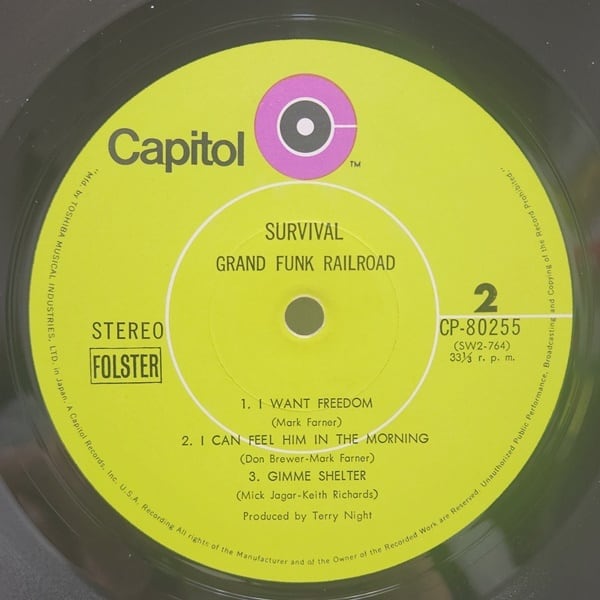 Capitol
TM
SURVIVAL
GRAND FUNK RAILROAD
STEREO
FOLSTER
2
CP-80255
(SW2-764)
33⅓ r. p. m.
1. I WANT FREEDOM
(Mark Farner)
2. I CAN FEEL HIM IN THE MORNING
(Don Brewer-Mark Farner)
3. GIMME SHELTER
(Mick Jagar-Keith Richards)
Produced by Terry Night
"Mfd. by TOSHIBA MUSICAL INDUSTRIES, LTD. in Japan. A Capitol Records, Inc. U.S.A. Recording All rights of the Manufacturer and of the Owner of the Recorded Work are Reserved. Unauthorized Public Performance, Broadcasting and Copying of the Record Prohibited."